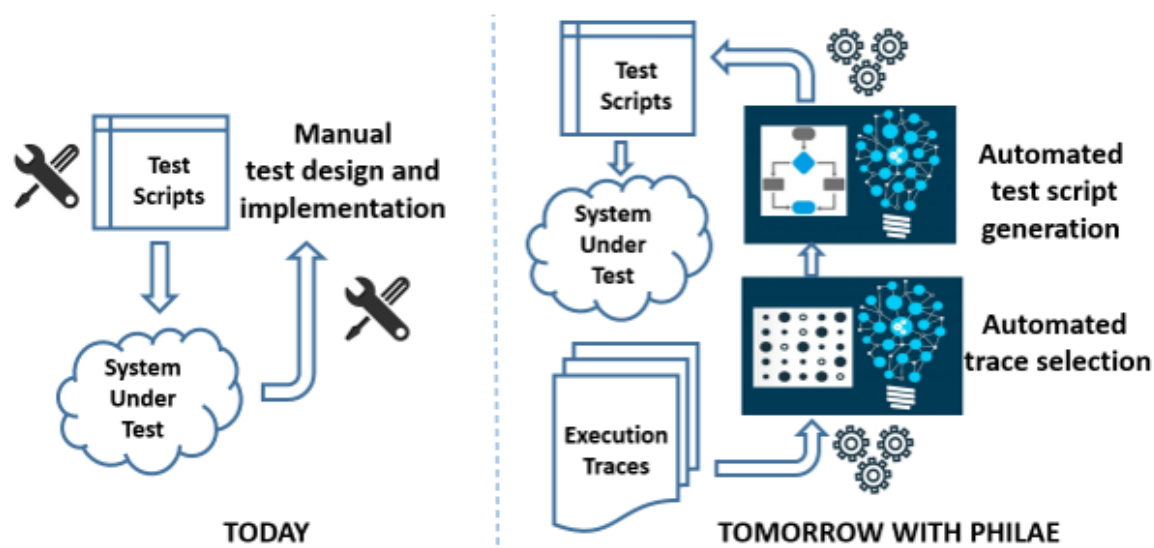 Test
Scripts
Manual
test design and
implementation
System
Under
Test
TODAY
Test
Scripts
System
Under
Test
Execution
Traces
Automated
test script
generation
Automated
trace selection
TOMORROW WITH PHILAE